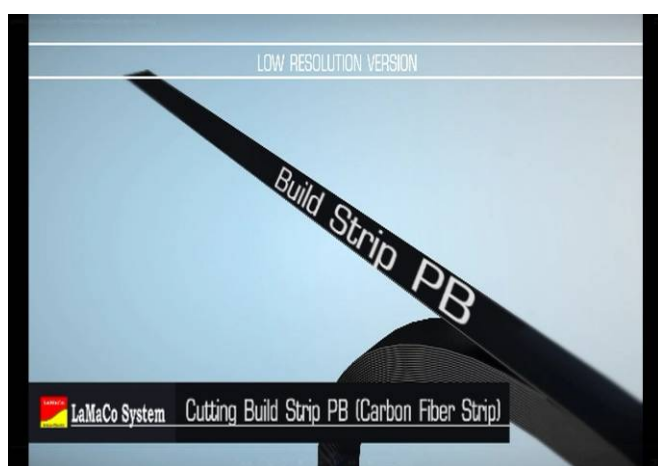 LOW RESOLUTION VERSION
Build Strip PB
LaMaCo System
Cutting Build Strip PB (Carbon Fiber Strip)